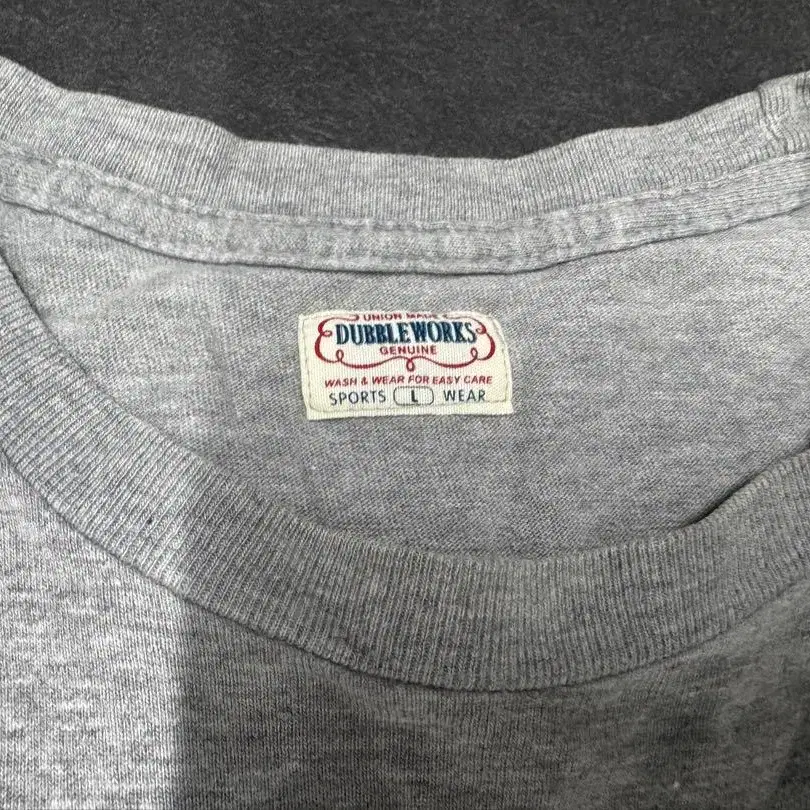 UNION MADE
DUBBLEWORKS
GENUINE
WASH & WEAR FOR EASY CARE
SPORTS L WEAR